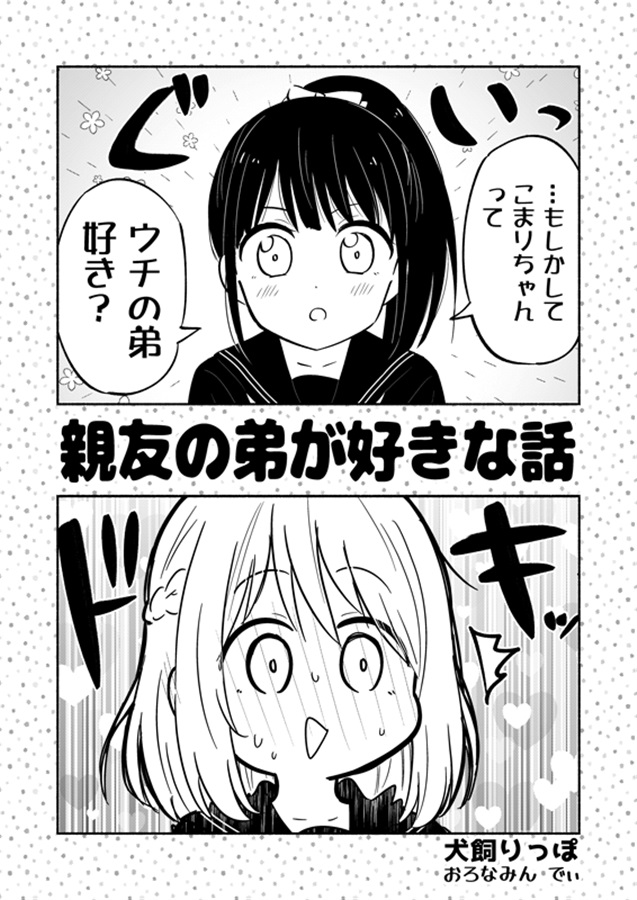 ぐいっ
…もしかして
こまりちゃん
って
ウチの弟
好き?
親友の弟が好きな話
ドキッ
犬飼りっぽ
おろなみん でぃ